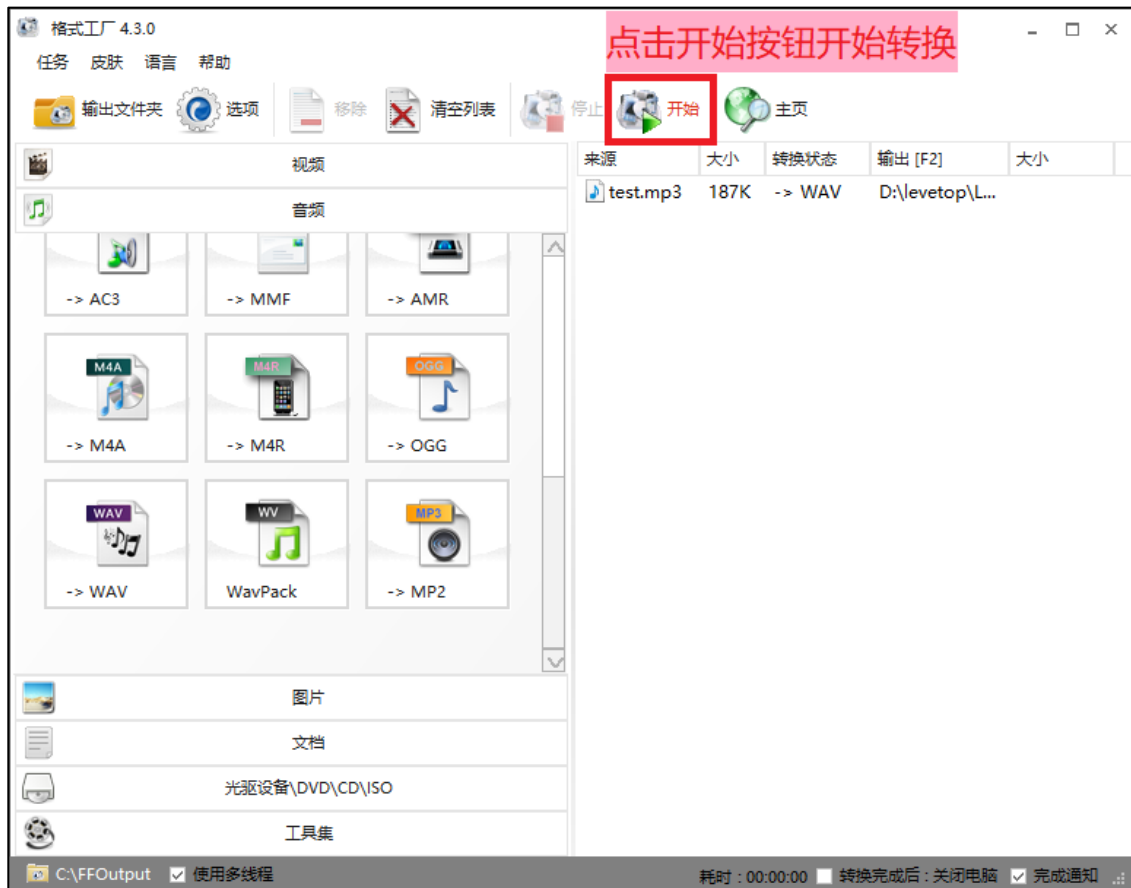 格式工厂 4.3.0
点击开始按钮开始转换
任务 皮肤 语言 帮助
输出文件夹 选项 移除 清空列表 停止 开始 主页
视频
音频
来源 大小 转换状态 输出 [F2] 大小
test.mp3 187K -> WAV D:\levetop\L...
-> AC3 -> MMF -> AMR
M4A M4R OGG
-> M4A -> M4R -> OGG
WAV WV MP3
-> WAV WavPack -> MP2
图片
文档
光驱设备\DVD\CD\ISO
工具集
C:\FFOutput 使用多线程 耗时 : 00:00:00 转换完成后 : 关闭电脑 完成通知